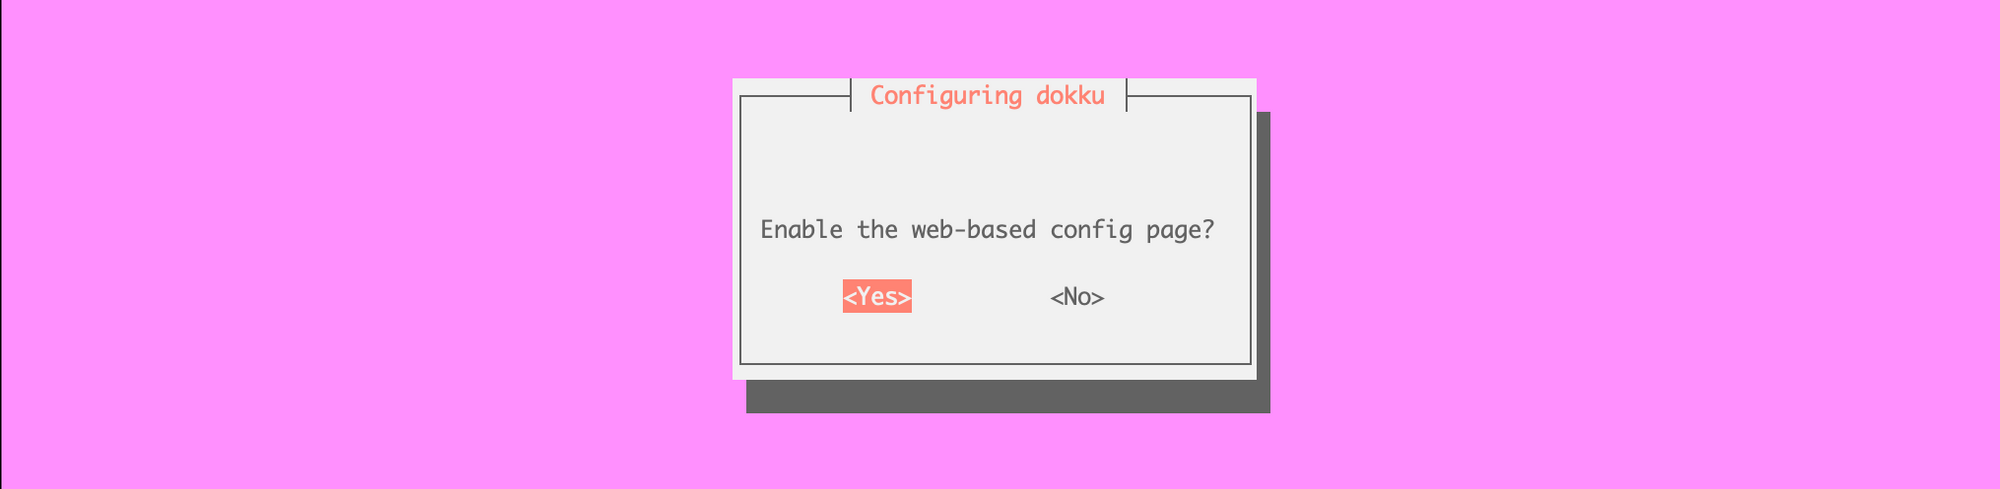 Configuring dokku
Enable the web-based config page?
<Yes> <No>